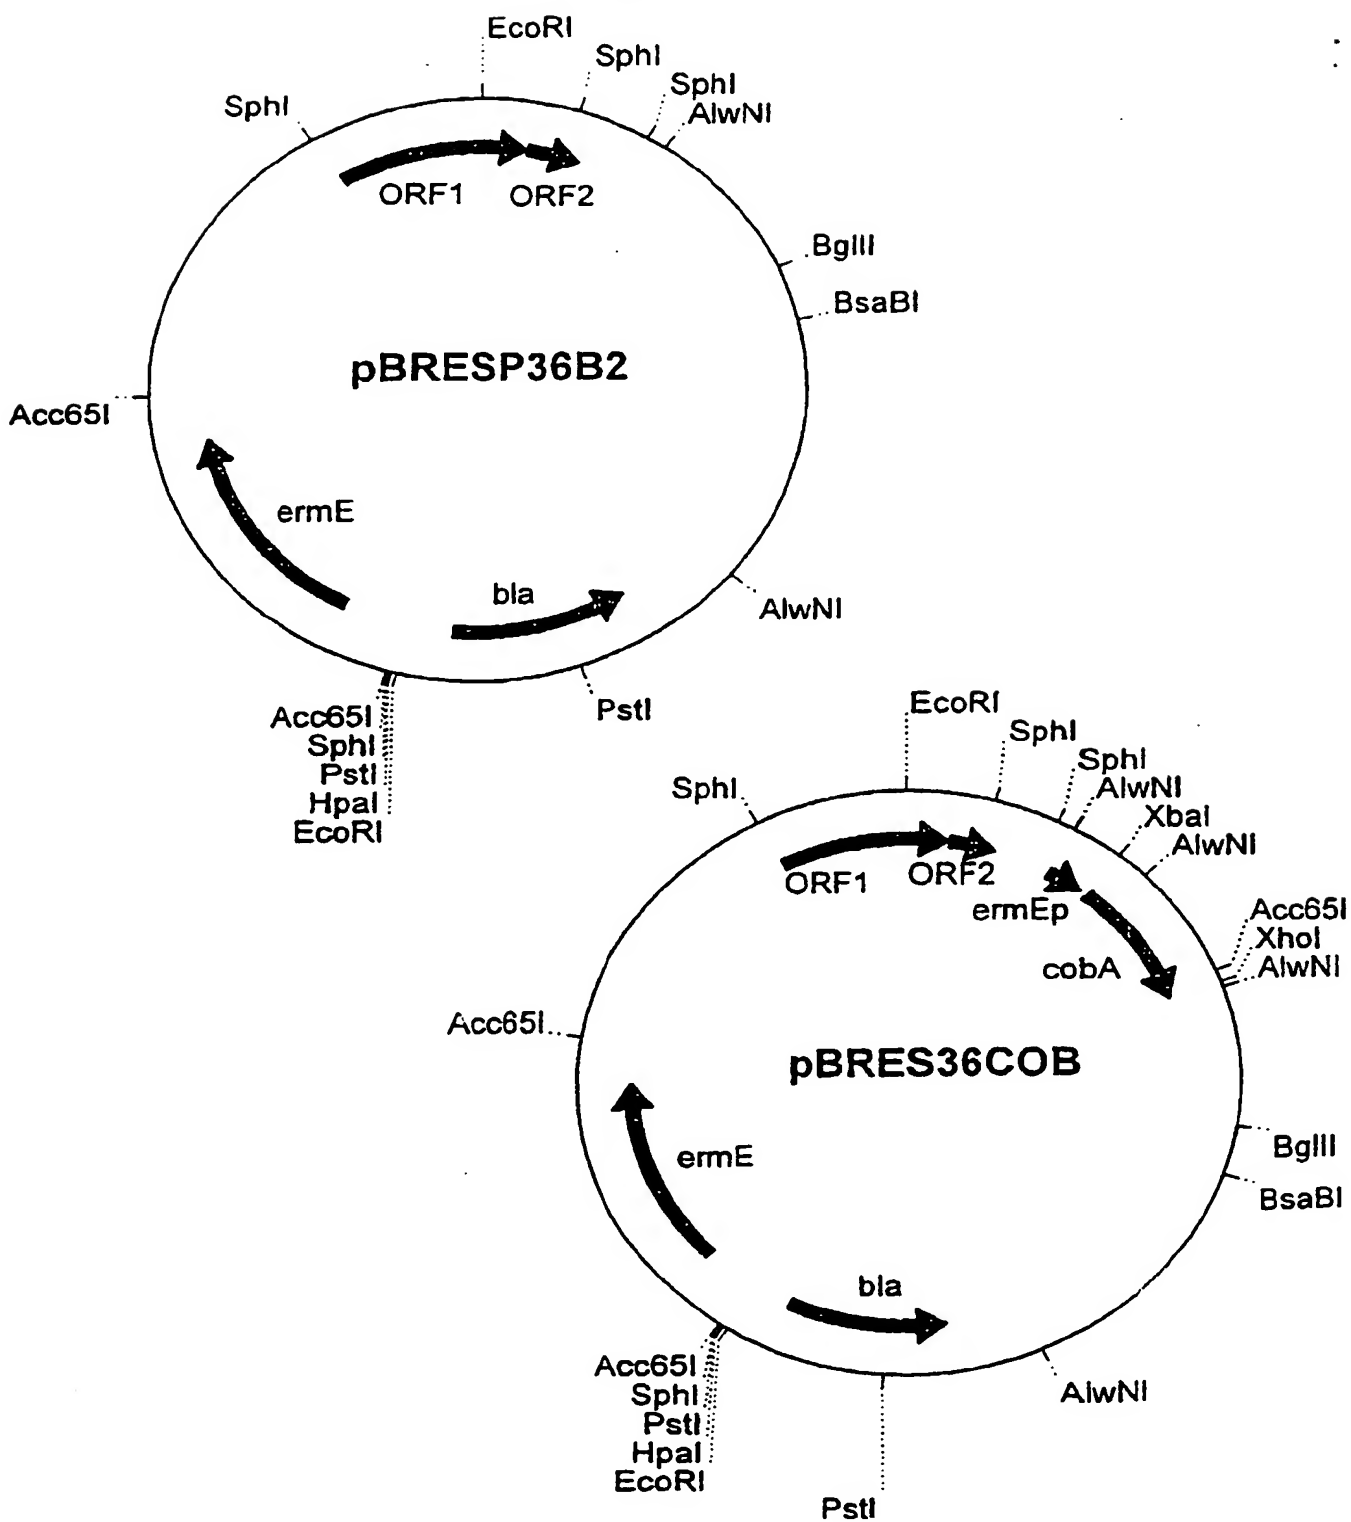 EcoRI
SphI
SphI
SphI
AlwNI
ORF1
ORF2
BglII
BsaBI
pBRESP36B2
Acc65I
ermE
bla
AlwNI
PstI
Acc65I
SphI
PstI
HpaI
EcoRI
EcoRI
SphI
SphI
SphI
AlwNI
XbaI
AlwNI
ORF1
ORF2
ermEp
Acc65I
XhoI
AlwNI
cobA
Acc65I
pBRES36COB
ermE
BglII
BsaBI
bla
Acc65I
SphI
PstI
HpaI
EcoRI
AlwNI
PstI